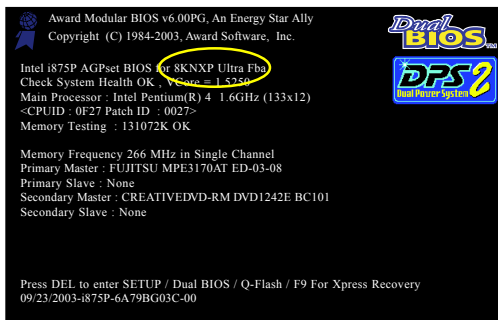 Award Modular BIOS v6.00PG, An Energy Star Ally
Copyright (C) 1984-2003, Award Software, Inc.
Dual
BIOS TM
Intel i875P AGPset BIOS for 8KNXP Ultra Fba
Check System Health OK , VCore = 1.5250
Main Processor : Intel Pentium(R) 4 1.6GHz (133x12)
<CPUID : 0F27 Patch ID : 0027>
Memory Testing : 131072K OK
DPS 2
Dual Power System
Memory Frequency 266 MHz in Single Channel
Primary Master : FUJITSU MPE3170AT ED-03-08
Primary Slave : None
Secondary Master : CREATIVEDVD-RM DVD1242E BC101
Secondary Slave : None
Press DEL to enter SETUP / Dual BIOS / Q-Flash / F9 For Xpress Recovery
09/23/2003-i875P-6A79BG03C-00